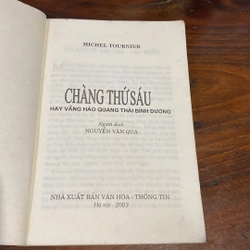 MICHEL TOURNIER
CHÀNG THỨ SÁU
HAY VẦNG HÀO QUANG THÁI BÌNH DƯƠNG
Người dịch:
NGUYỄN VĂN QUA
NHÀ XUẤT BẢN VĂN HÓA - THÔNG TIN
Hà nội - 2003